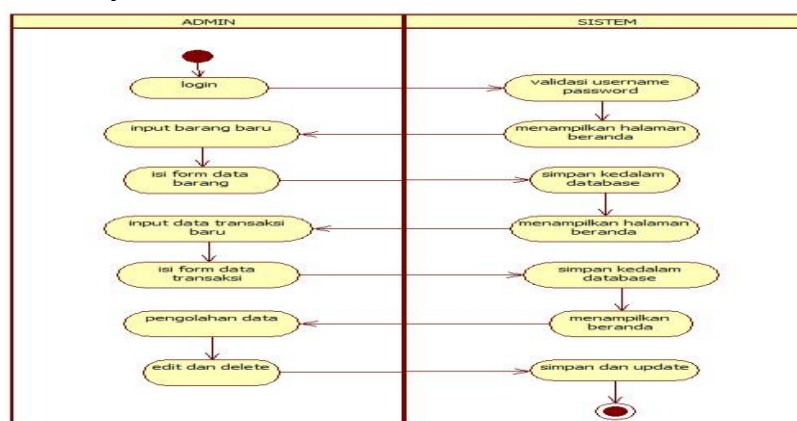 ADMIN
SISTEM
login
validasi username
password
menampilkan halaman
beranda
input barang baru
isi form data
barang
simpan kedalam
database
menampilkan halaman
beranda
input data transaksi
baru
isi form data
transaksi
simpan kedalam
database
menampilkan
beranda
pengolahan data
edit dan delete
simpan dan update